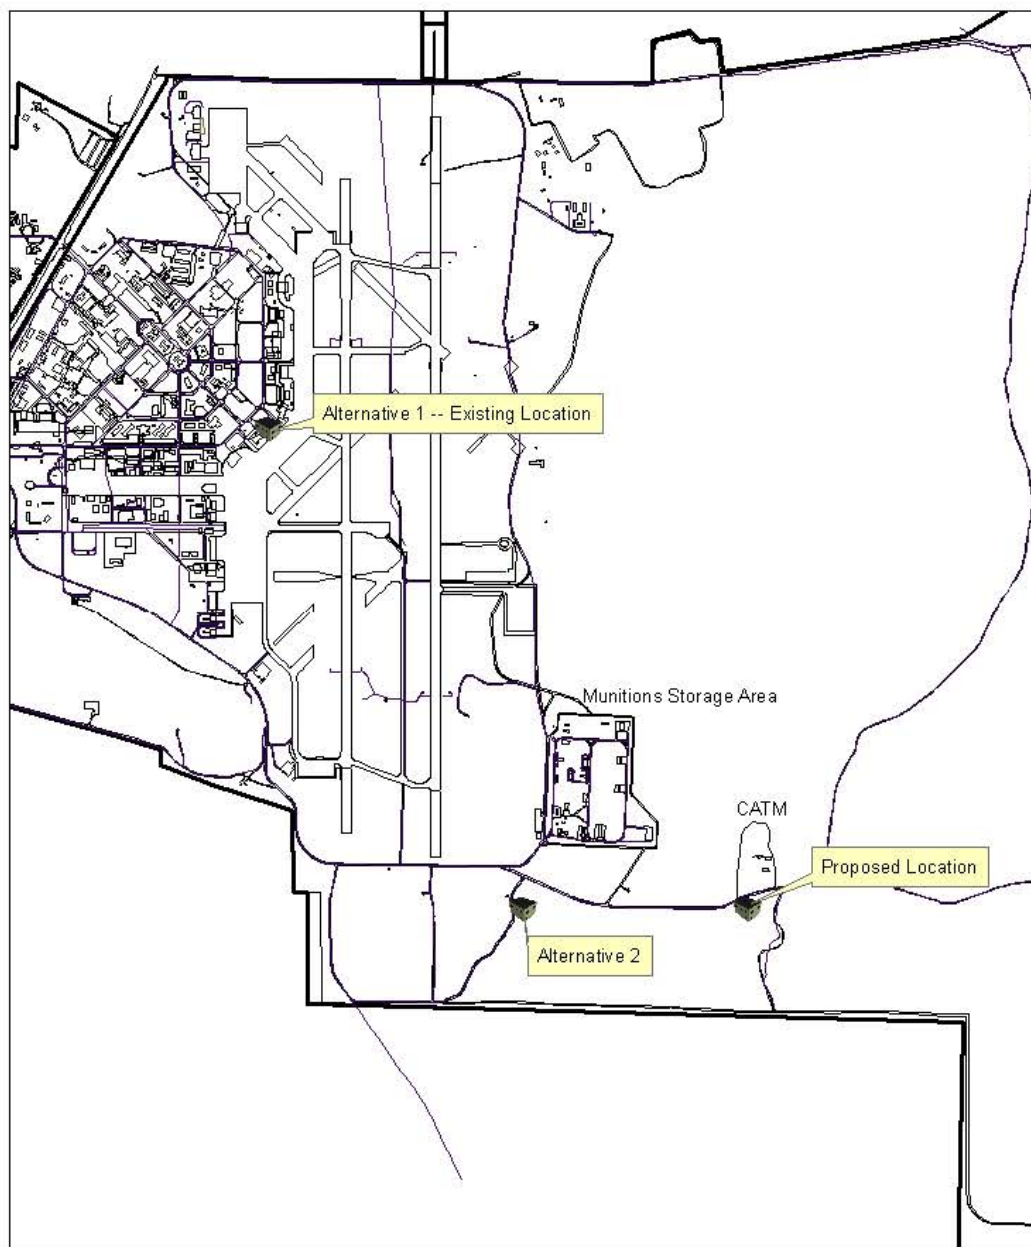 Alternative 1 -- Existing Location
Munitions Storage Area
CATM
Proposed Location
Alternative 2